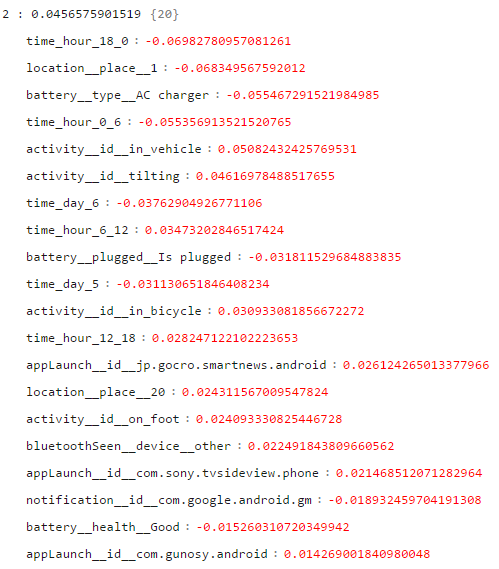 2 : 0.0456575901519 {20}
time_hour_18_0 : -0.06982780957081261
location__place__1 : -0.068349567592012
battery__type__AC charger : -0.055467291521984985
time_hour_0_6 : -0.055356913521520765
activity__id__in_vehicle : 0.05082432425769531
activity__id__tilting : 0.04616978488517655
time_day_6 : -0.03762904926771106
time_hour_6_12 : 0.03473202846517424
battery__plugged__Is plugged : -0.031811529684883835
time_day_5 : -0.031130651846408234
activity__id__in_bicycle : 0.030933081856672272
time_hour_12_18 : 0.028247122102223653
appLaunch__id__jp.gocro.smartnews.android : 0.026124265013377966
location__place__20 : 0.024311567009547824
activity__id__on_foot : 0.024093330825446728
bluetoothSeen__device__other : 0.022491843809660562
appLaunch__id__com.sony.tvsideview.phone : 0.021468512071282964
notification__id__com.google.android.gm : -0.018932459704191308
battery__health__Good : -0.015260310720349942
appLaunch__id__com.gunosy.android : 0.014269001840980048